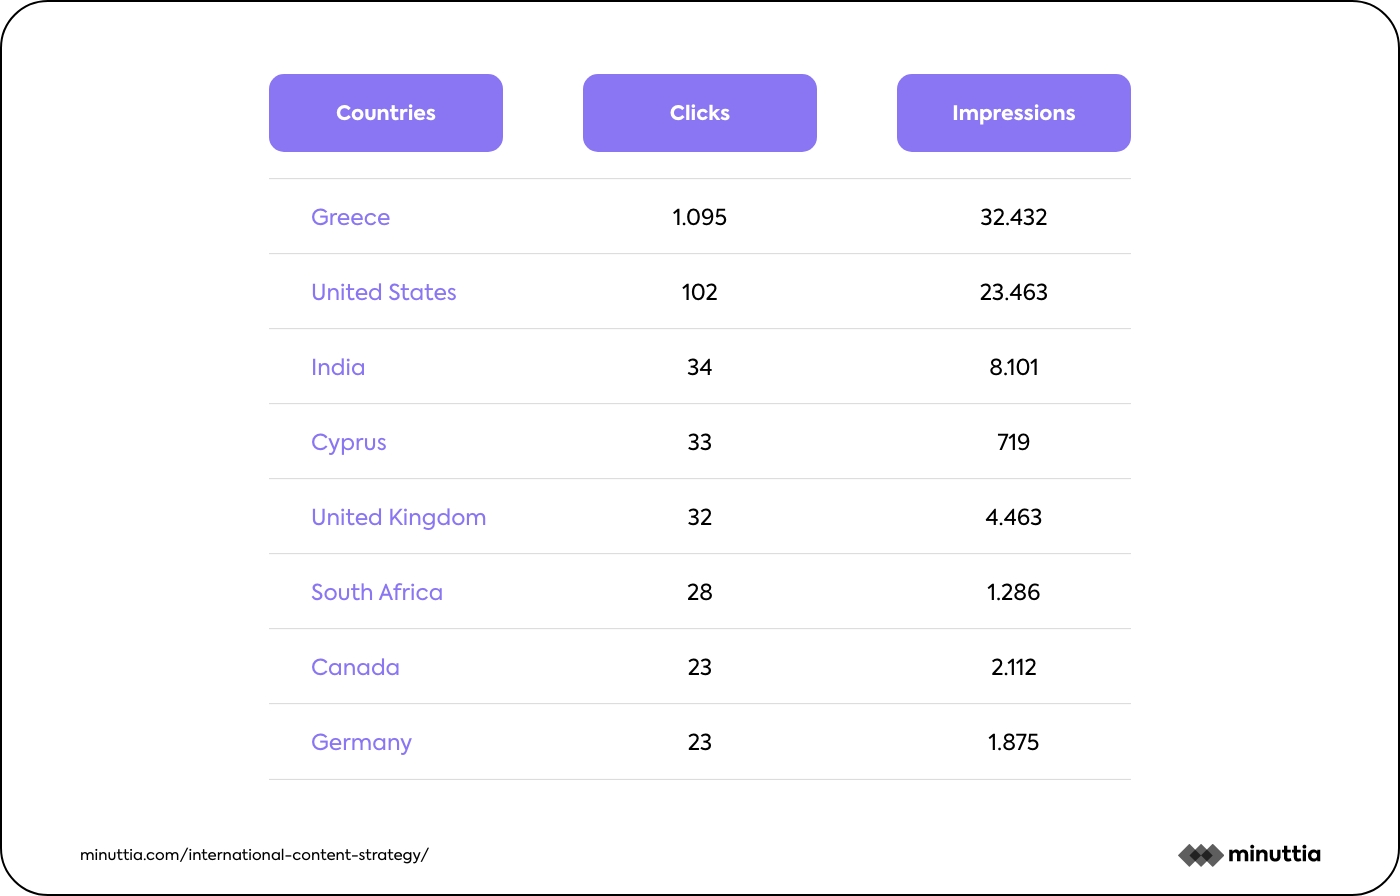 Countries Clicks Impressions
Greece 1.095 32.432
United States 102 23.463
India 34 8.101
Cyprus 33 719
United Kingdom 32 4.463
South Africa 28 1.286
Canada 23 2.112
Germany 23 1.875
minuttia.com/international-content-strategy/ minuttia